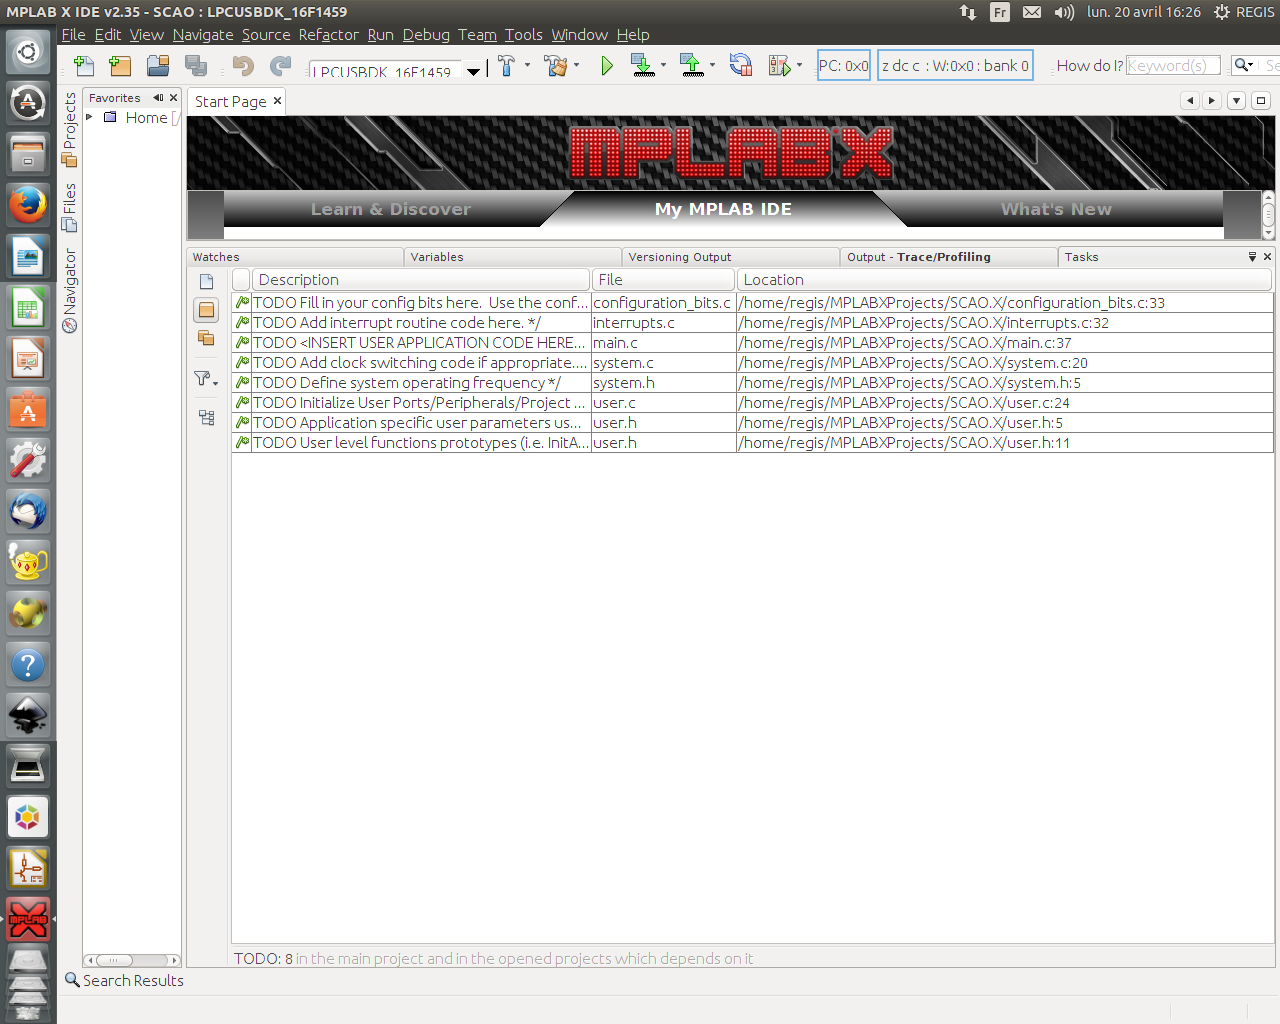 MPLAB X IDE v2.35 - SCAO : LPCUSBDK_16F1459
Fr
lun. 20 avril 16:26
REGIS
File Edit View Navigate Source Refactor Run Debug Team Tools Window Help
LPCUSBDK_16F1459
PC: 0x0
z dc c : W:0x0 : bank 0
How do I?
Keyword(s)
Se
Projects
Files
Navigator
Favorites
Home [/
Start Page
MPLAB X
Learn & Discover
My MPLAB IDE
What's New
Watches
Variables
Versioning Output
Output - Trace/Profiling
Tasks
Description File Location
TODO Fill in your config bits here. Use the conf... configuration_bits.c /home/regis/MPLABXProjects/SCAO.X/configuration_bits.c:33
TODO Add interrupt routine code here. */ interrupts.c /home/regis/MPLABXProjects/SCAO.X/interrupts.c:32
TODO <INSERT USER APPLICATION CODE HERE... main.c /home/regis/MPLABXProjects/SCAO.X/main.c:37
TODO Add clock switching code if appropriate.... system.c /home/regis/MPLABXProjects/SCAO.X/system.c:20
TODO Define system operating frequency */ system.h /home/regis/MPLABXProjects/SCAO.X/system.h:5
TODO Initialize User Ports/Peripherals/Project ... user.c /home/regis/MPLABXProjects/SCAO.X/user.c:24
TODO Application specific user parameters us... user.h /home/regis/MPLABXProjects/SCAO.X/user.h:5
TODO User level functions prototypes (i.e. InitA... user.h /home/regis/MPLABXProjects/SCAO.X/user.h:11
MPLAB
TODO: 8 in the main project and in the opened projects which depends on it
Search Results